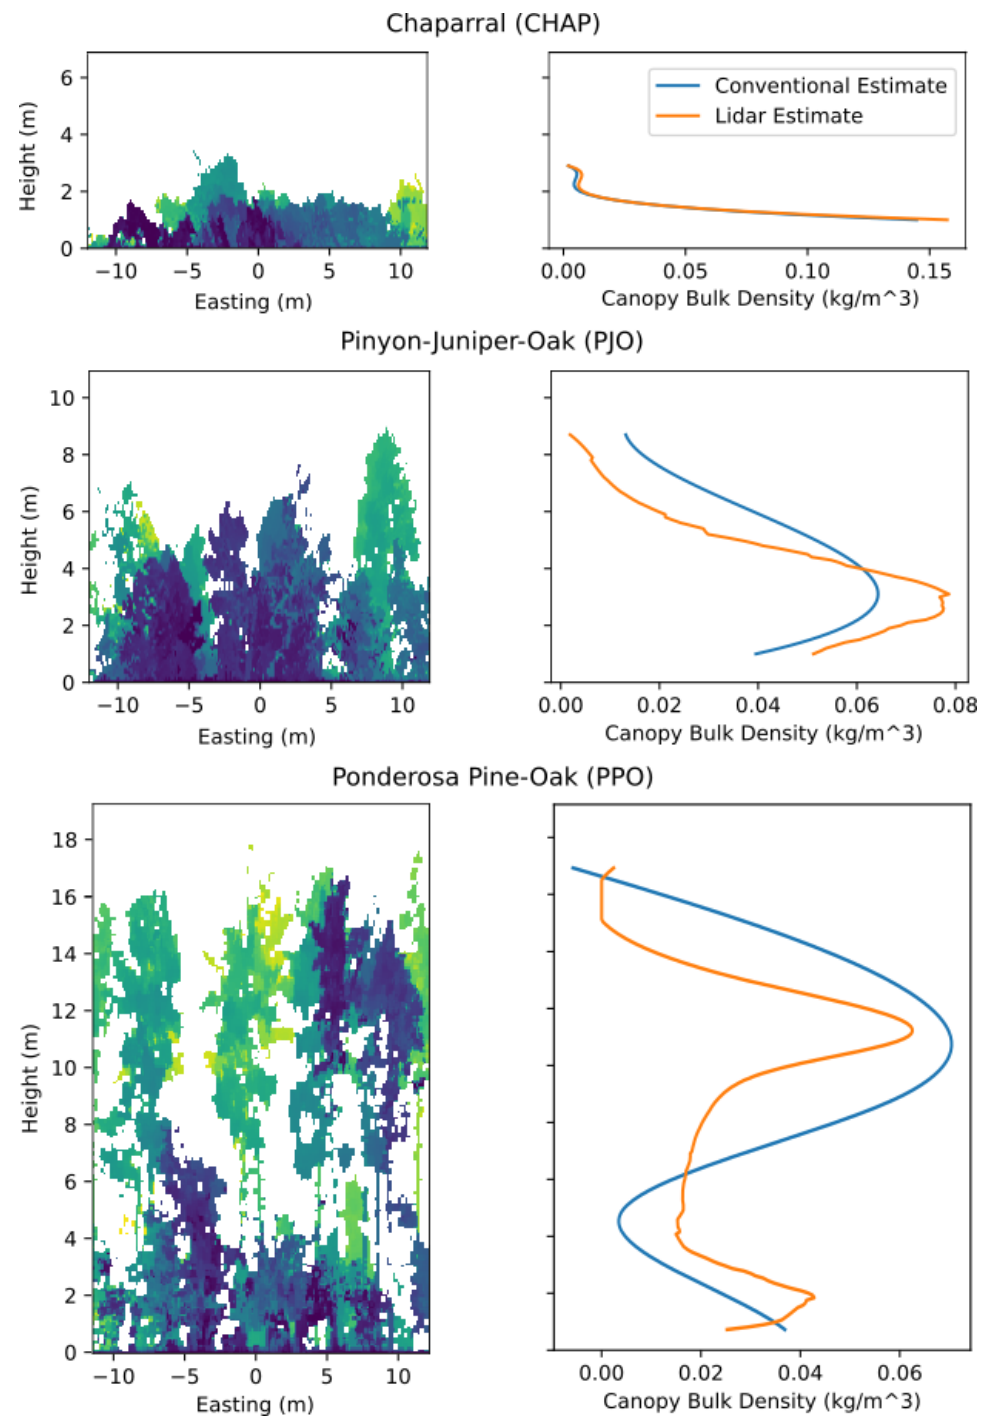 Chaparral (CHAP)
6
4
2
0
Height (m)
−10 −5 0 5 10
Easting (m)
Conventional Estimate
Lidar Estimate
0.00 0.05 0.10 0.15
Canopy Bulk Density (kg/m^3)
Pinyon-Juniper-Oak (PJO)
10
8
6
4
2
0
Height (m)
−10 −5 0 5 10
Easting (m)
0.00 0.02 0.04 0.06 0.08
Canopy Bulk Density (kg/m^3)
Ponderosa Pine-Oak (PPO)
18
16
14
12
10
8
6
4
2
0
Height (m)
−10 −5 0 5 10
Easting (m)
0.00 0.02 0.04 0.06
Canopy Bulk Density (kg/m^3)